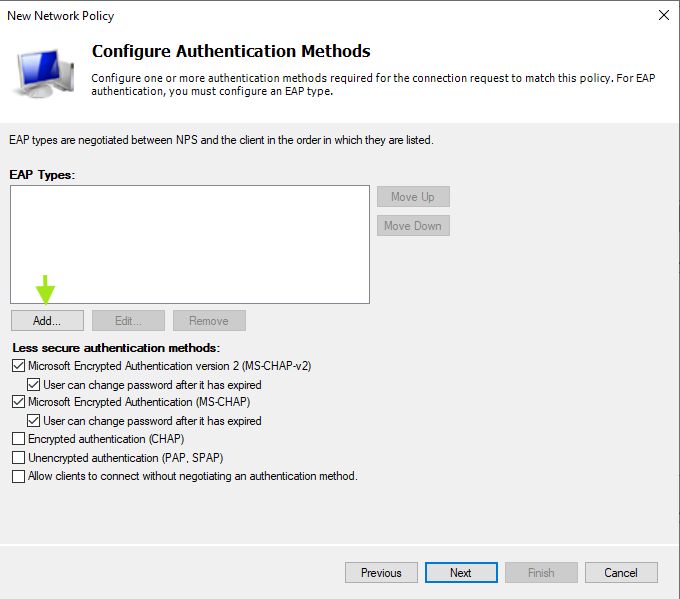 New Network Policy
Configure Authentication Methods
Configure one or more authentication methods required for the connection request to match this policy. For EAP
authentication, you must configure an EAP type.
EAP types are negotiated between NPS and the client in the order in which they are listed.
EAP Types:
Move Up
Move Down
Add...
Edit...
Remove
Less secure authentication methods:
Microsoft Encrypted Authentication version 2 (MS-CHAP-v2)
User can change password after it has expired
Microsoft Encrypted Authentication (MS-CHAP)
User can change password after it has expired
Encrypted authentication (CHAP)
Unencrypted authentication (PAP, SPAP)
Allow clients to connect without negotiating an authentication method.
Previous
Next
Finish
Cancel